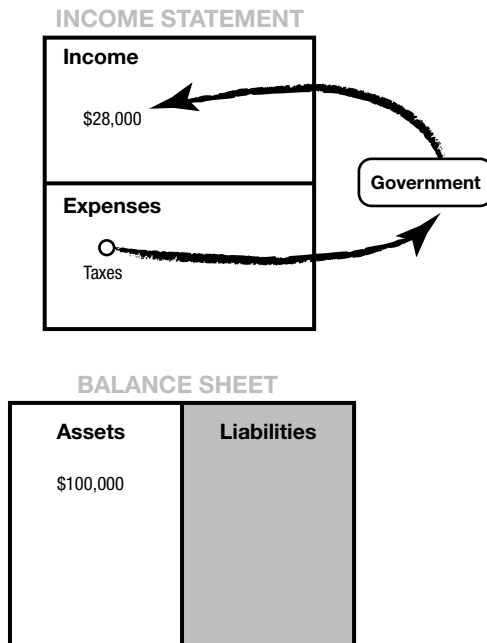 INCOME STATEMENT
Income
$28,000
Government
Expenses
Taxes
BALANCE SHEET
Assets
Liabilities
$100,000